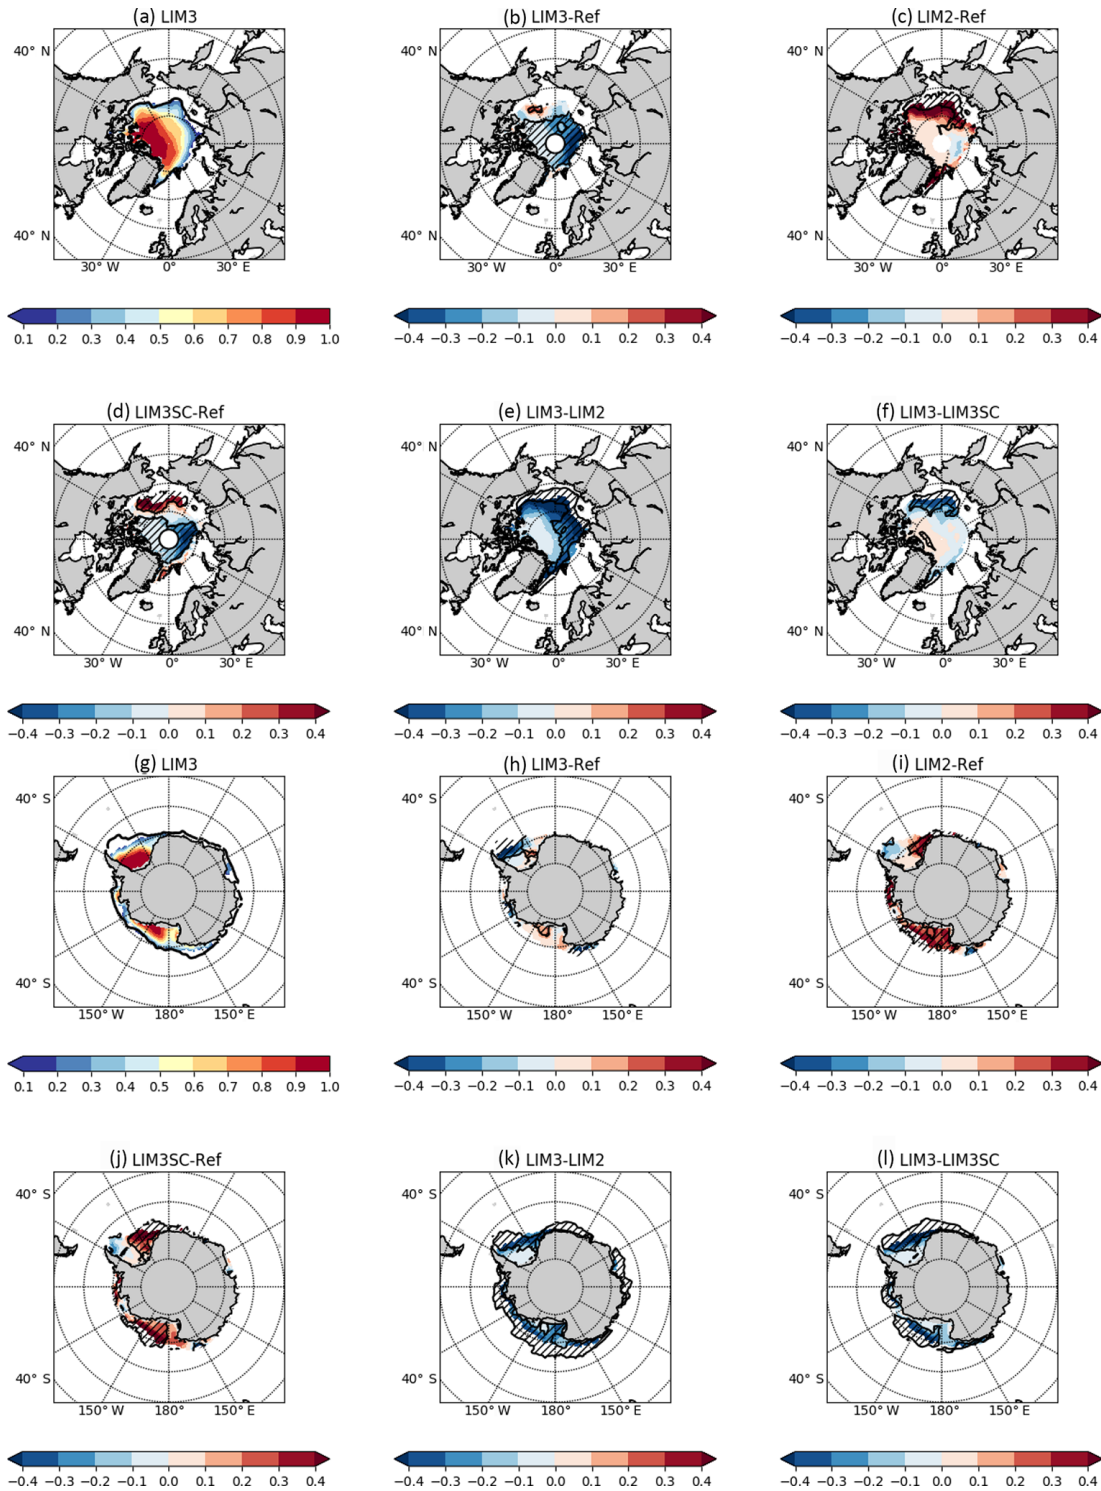 (a) LIM3 (b) LIM3-Ref (c) LIM2-Ref
40° N 40° N 40° N
40° N 40° N 40° N
30° W 0° 30° E 30° W 0° 30° E 30° W 0° 30° E
0.1 0.2 0.3 0.4 0.5 0.6 0.7 0.8 0.9 1.0 −0.4 −0.3 −0.2 −0.1 0.0 0.1 0.2 0.3 0.4 −0.4 −0.3 −0.2 −0.1 0.0 0.1 0.2 0.3 0.4
(d) LIM3SC-Ref (e) LIM3-LIM2 (f) LIM3-LIM3SC
40° N 40° N 40° N
40° N 40° N 40° N
30° W 0° 30° E 30° W 0° 30° E 30° W 0° 30° E
−0.4 −0.3 −0.2 −0.1 0.0 0.1 0.2 0.3 0.4 −0.4 −0.3 −0.2 −0.1 0.0 0.1 0.2 0.3 0.4 −0.4 −0.3 −0.2 −0.1 0.0 0.1 0.2 0.3 0.4
(g) LIM3 (h) LIM3-Ref (i) LIM2-Ref
40° S 40° S 40° S
40° S 40° S 40° S
150° W 180° 150° E 150° W 180° 150° E 150° W 180° 150° E
0.1 0.2 0.3 0.4 0.5 0.6 0.7 0.8 0.9 1.0 −0.4 −0.3 −0.2 −0.1 0.0 0.1 0.2 0.3 0.4 −0.4 −0.3 −0.2 −0.1 0.0 0.1 0.2 0.3 0.4
(j) LIM3SC-Ref (k) LIM3-LIM2 (l) LIM3-LIM3SC
40° S 40° S 40° S
40° S 40° S 40° S
150° W 180° 150° E 150° W 180° 150° E 150° W 180° 150° E
−0.4 −0.3 −0.2 −0.1 0.0 0.1 0.2 0.3 0.4 −0.4 −0.3 −0.2 −0.1 0.0 0.1 0.2 0.3 0.4 −0.4 −0.3 −0.2 −0.1 0.0 0.1 0.2 0.3 0.4